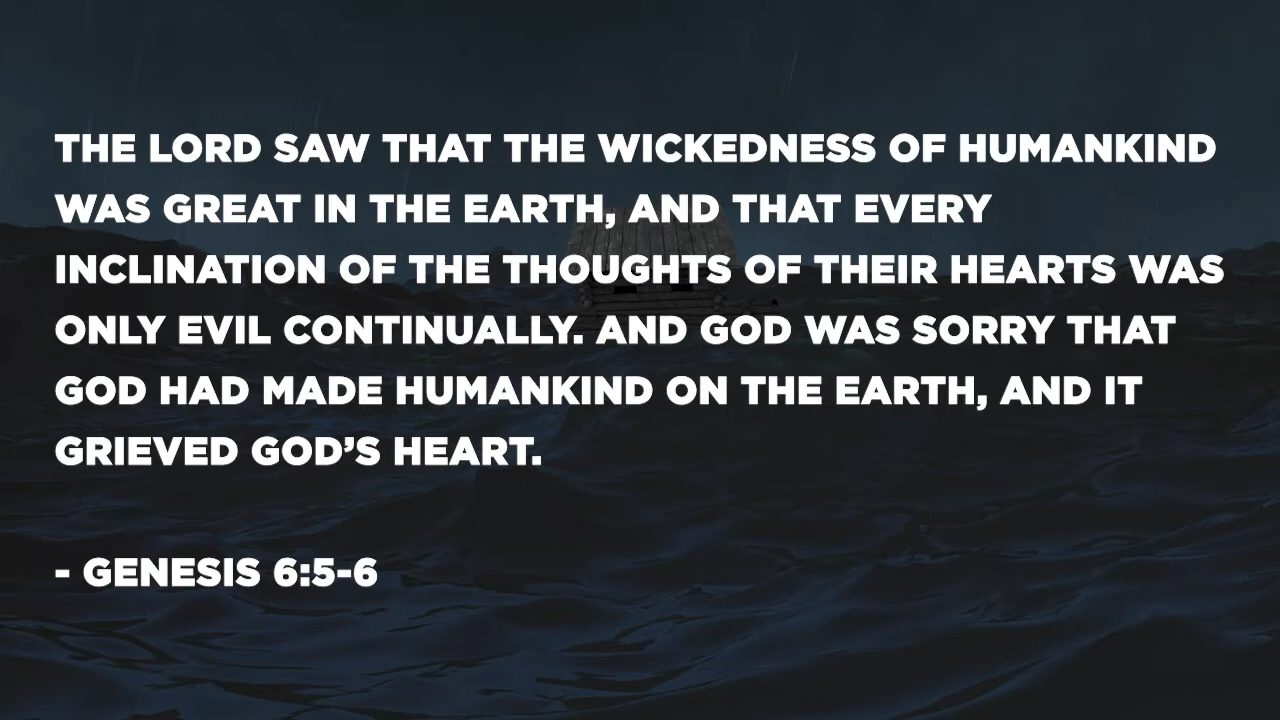 THE LORD SAW THAT THE WICKEDNESS OF HUMANKIND
WAS GREAT IN THE EARTH, AND THAT EVERY
INCLINATION OF THE THOUGHTS OF THEIR HEARTS WAS
ONLY EVIL CONTINUALLY. AND GOD WAS SORRY THAT
GOD HAD MADE HUMANKIND ON THE EARTH, AND IT
GRIEVED GOD’S HEART.
- GENESIS 6:5-6